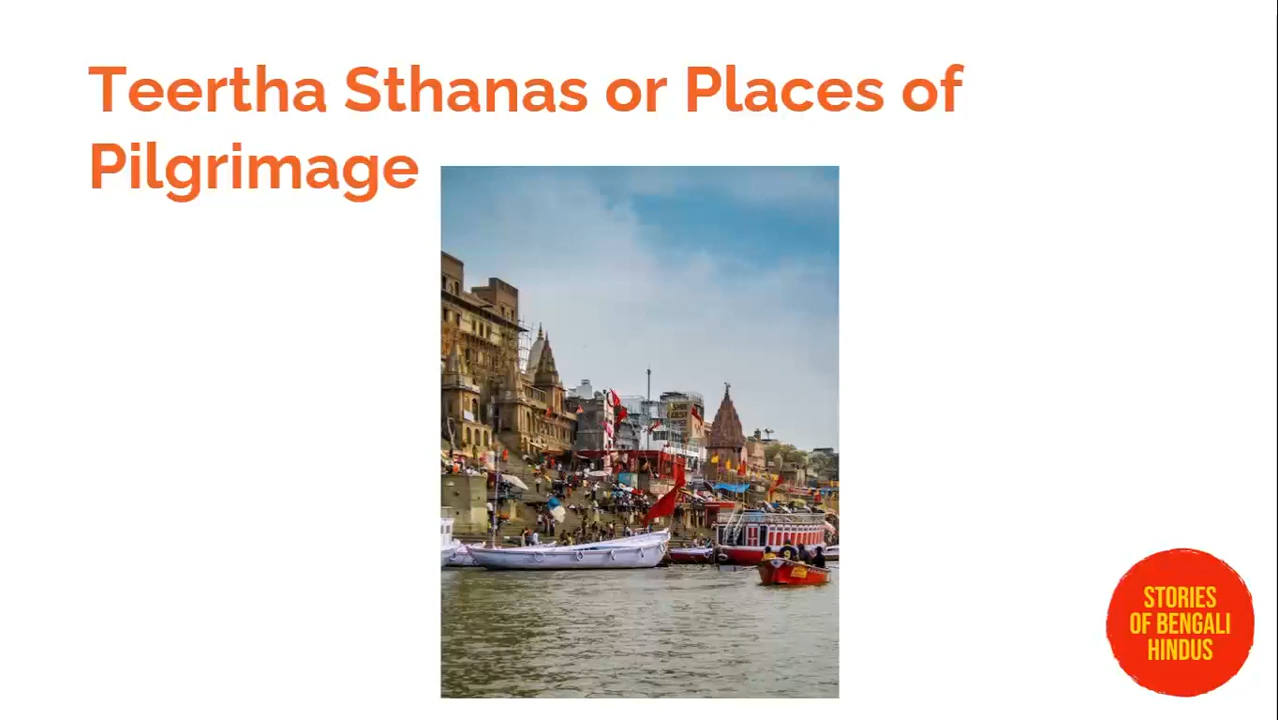 Teertha Sthanas or Places of
Pilgrimage
STORIES
OF BENGALI
HINDUS